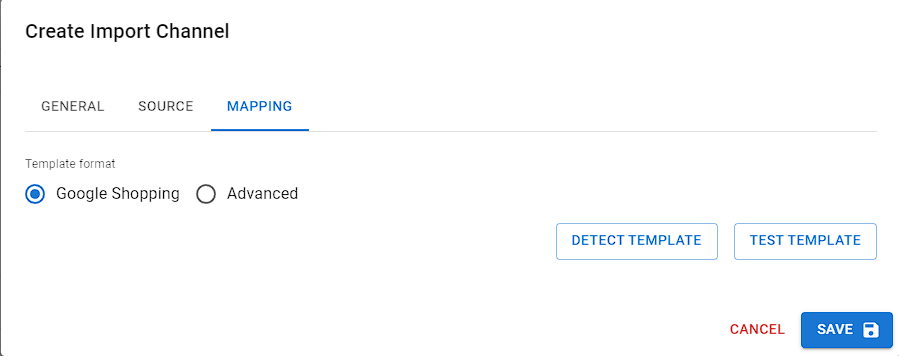 Create Import Channel
GENERAL SOURCE MAPPING
Template format
Google Shopping Advanced
DETECT TEMPLATE TEST TEMPLATE
CANCEL SAVE